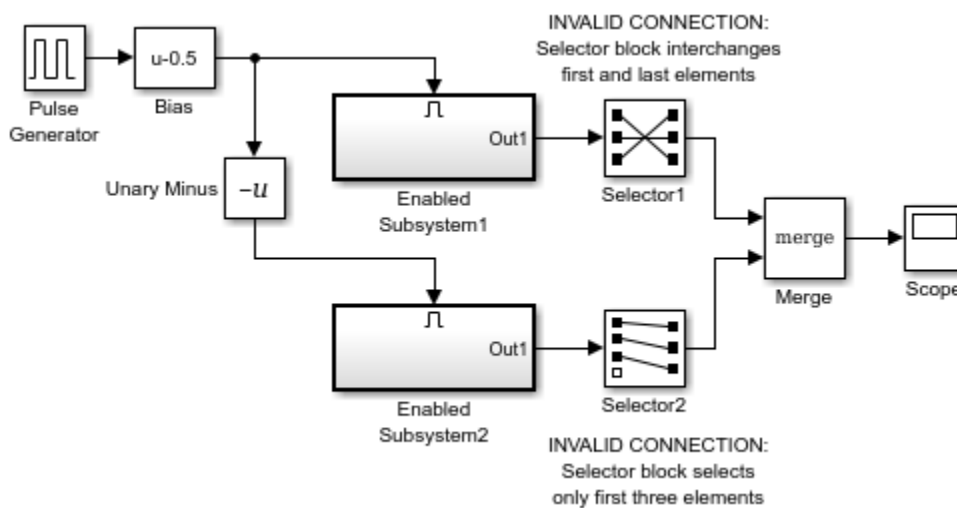 INVALID CONNECTION:
Selector block interchanges
first and last elements
u-0.5
Pulse
Generator
Bias
Out1
Unary Minus
-u
Enabled
Subsystem1
Selector1
merge
Merge
Scope
Out1
Enabled
Subsystem2
Selector2
INVALID CONNECTION:
Selector block selects
only first three elements